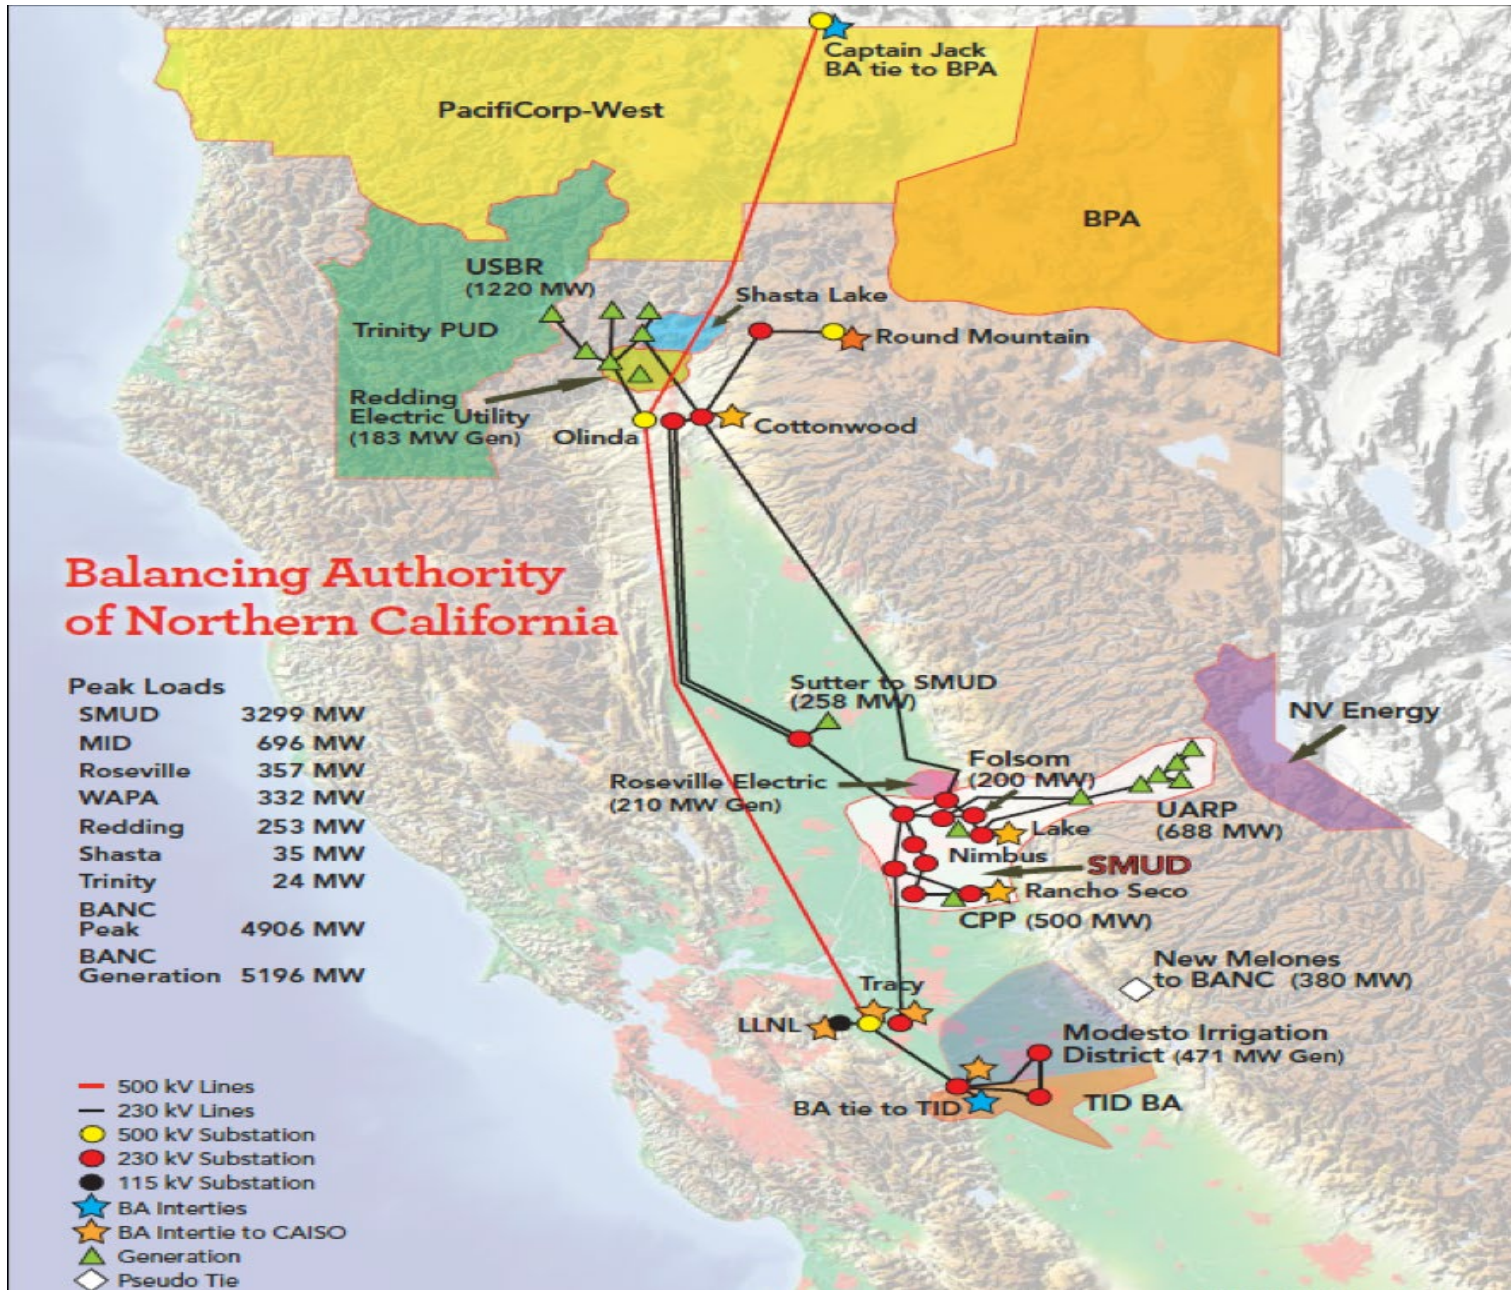 Captain Jack
BA tie to BPA
PacifiCorp-West
BPA
USBR
(1220 MW)
Shasta Lake
Trinity PUD
Round Mountain
Redding
Electric Utility
(183 MW Gen)
Olinda
Cottonwood
Balancing Authority
of Northern California
Peak Loads
SMUD 3299 MW
MID 696 MW
Roseville 357 MW
WAPA 332 MW
Redding 253 MW
Shasta 35 MW
Trinity 24 MW
BANC
Peak 4906 MW
BANC
Generation 5196 MW
Sutter to SMUD
(258 MW)
NV Energy
Folsom
(200 MW)
Roseville Electric
(210 MW Gen)
UARP
(688 MW)
Lake
Nimbus
SMUD
Rancho Seco
CPP (500 MW)
New Melones
to BANC (380 MW)
Tracy
LLNL
Modesto Irrigation
District (471 MW Gen)
BA tie to TID
TID BA
500 kV Lines
230 kV Lines
500 kV Substation
230 kV Substation
115 kV Substation
BA Interties
BA Intertie to CAISO
Generation
Pseudo Tie